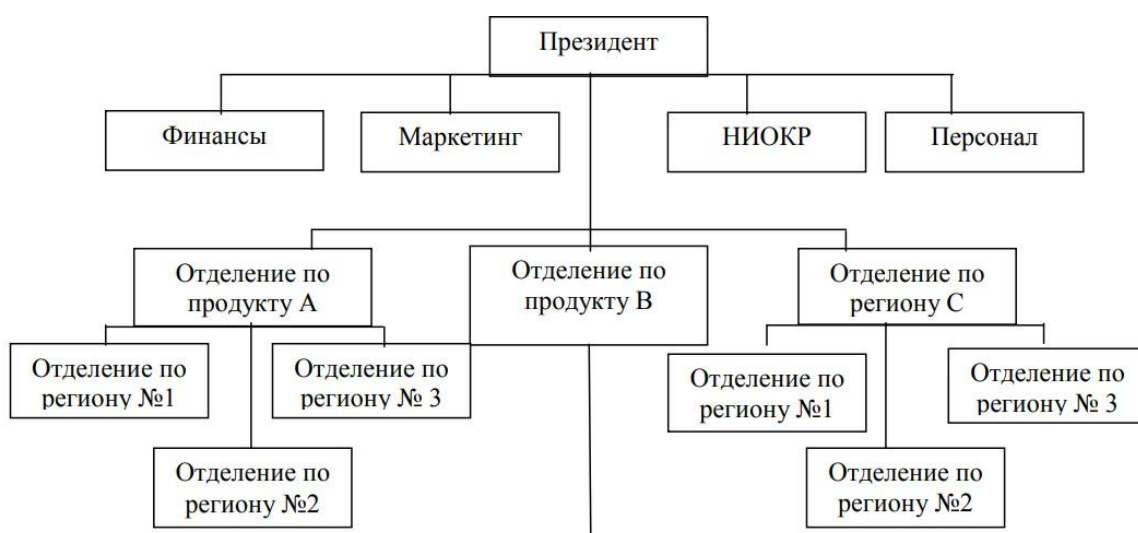 Президент
Финансы
Маркетинг
НИОКР
Персонал
Отделение по
продукту А
Отделение по
продукту В
Отделение по
региону С
Отделение по
региону №1
Отделение по
региону № 3
Отделение по
региону №1
Отделение по
региону № 3
Отделение по
региону №2
Отделение по
региону №2